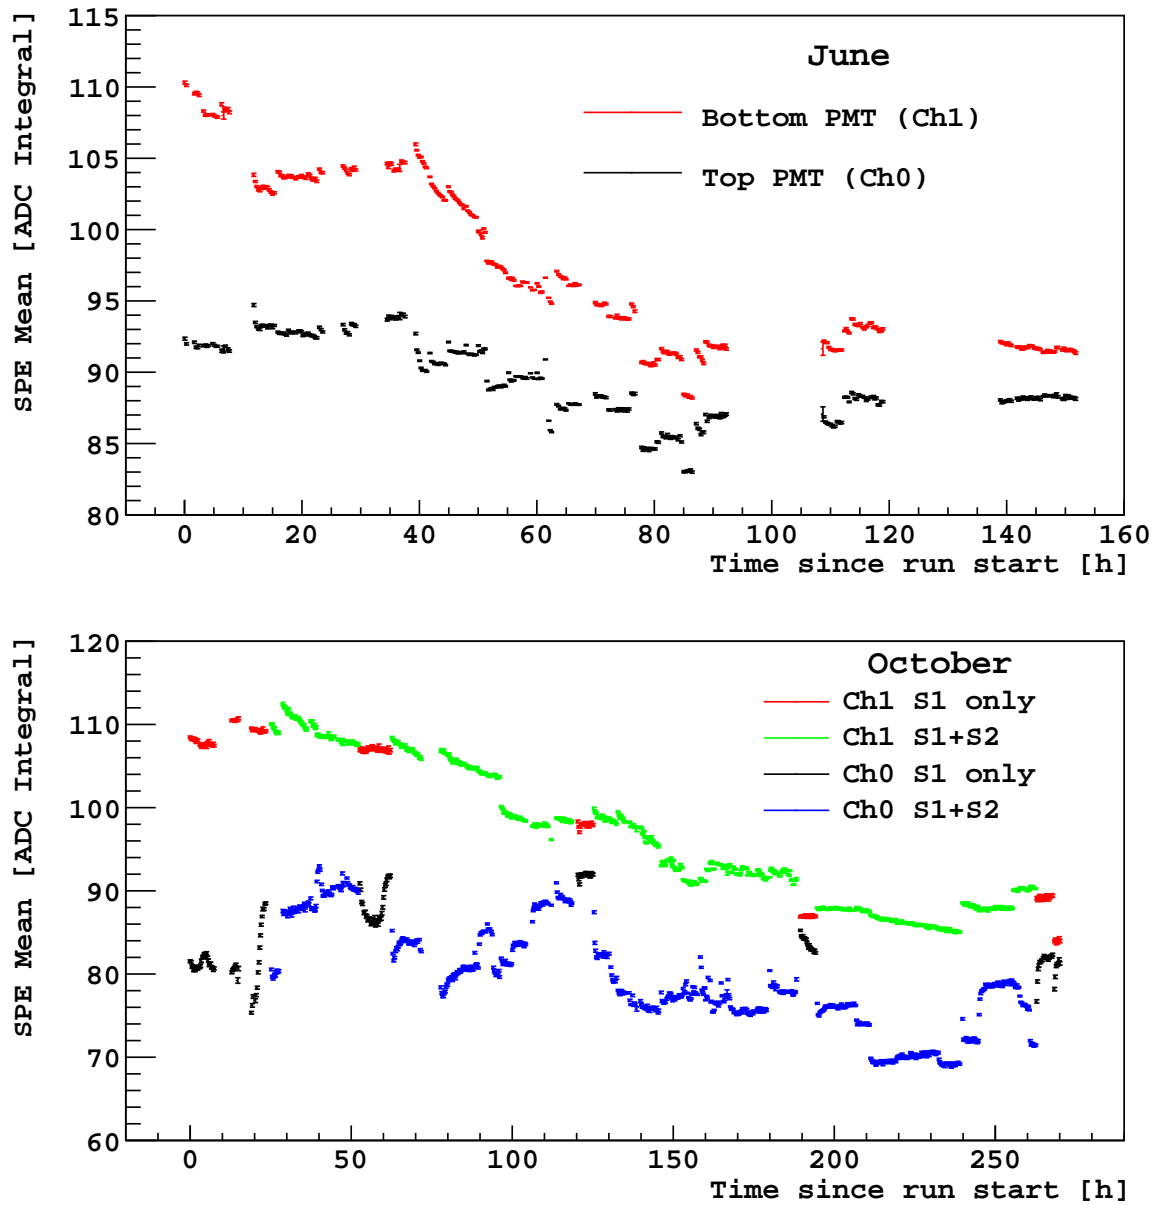 June
Bottom PMT (Ch1)
Top PMT (Ch0)
SPE Mean [ADC Integral]
115
110
105
100
95
90
85
80
0 20 40 60 80 100 120 140 160
Time since run start [h]
October
Ch1 S1 only
Ch1 S1+S2
Ch0 S1 only
Ch0 S1+S2
SPE Mean [ADC Integral]
120
110
100
90
80
70
60
0 50 100 150 200 250
Time since run start [h]